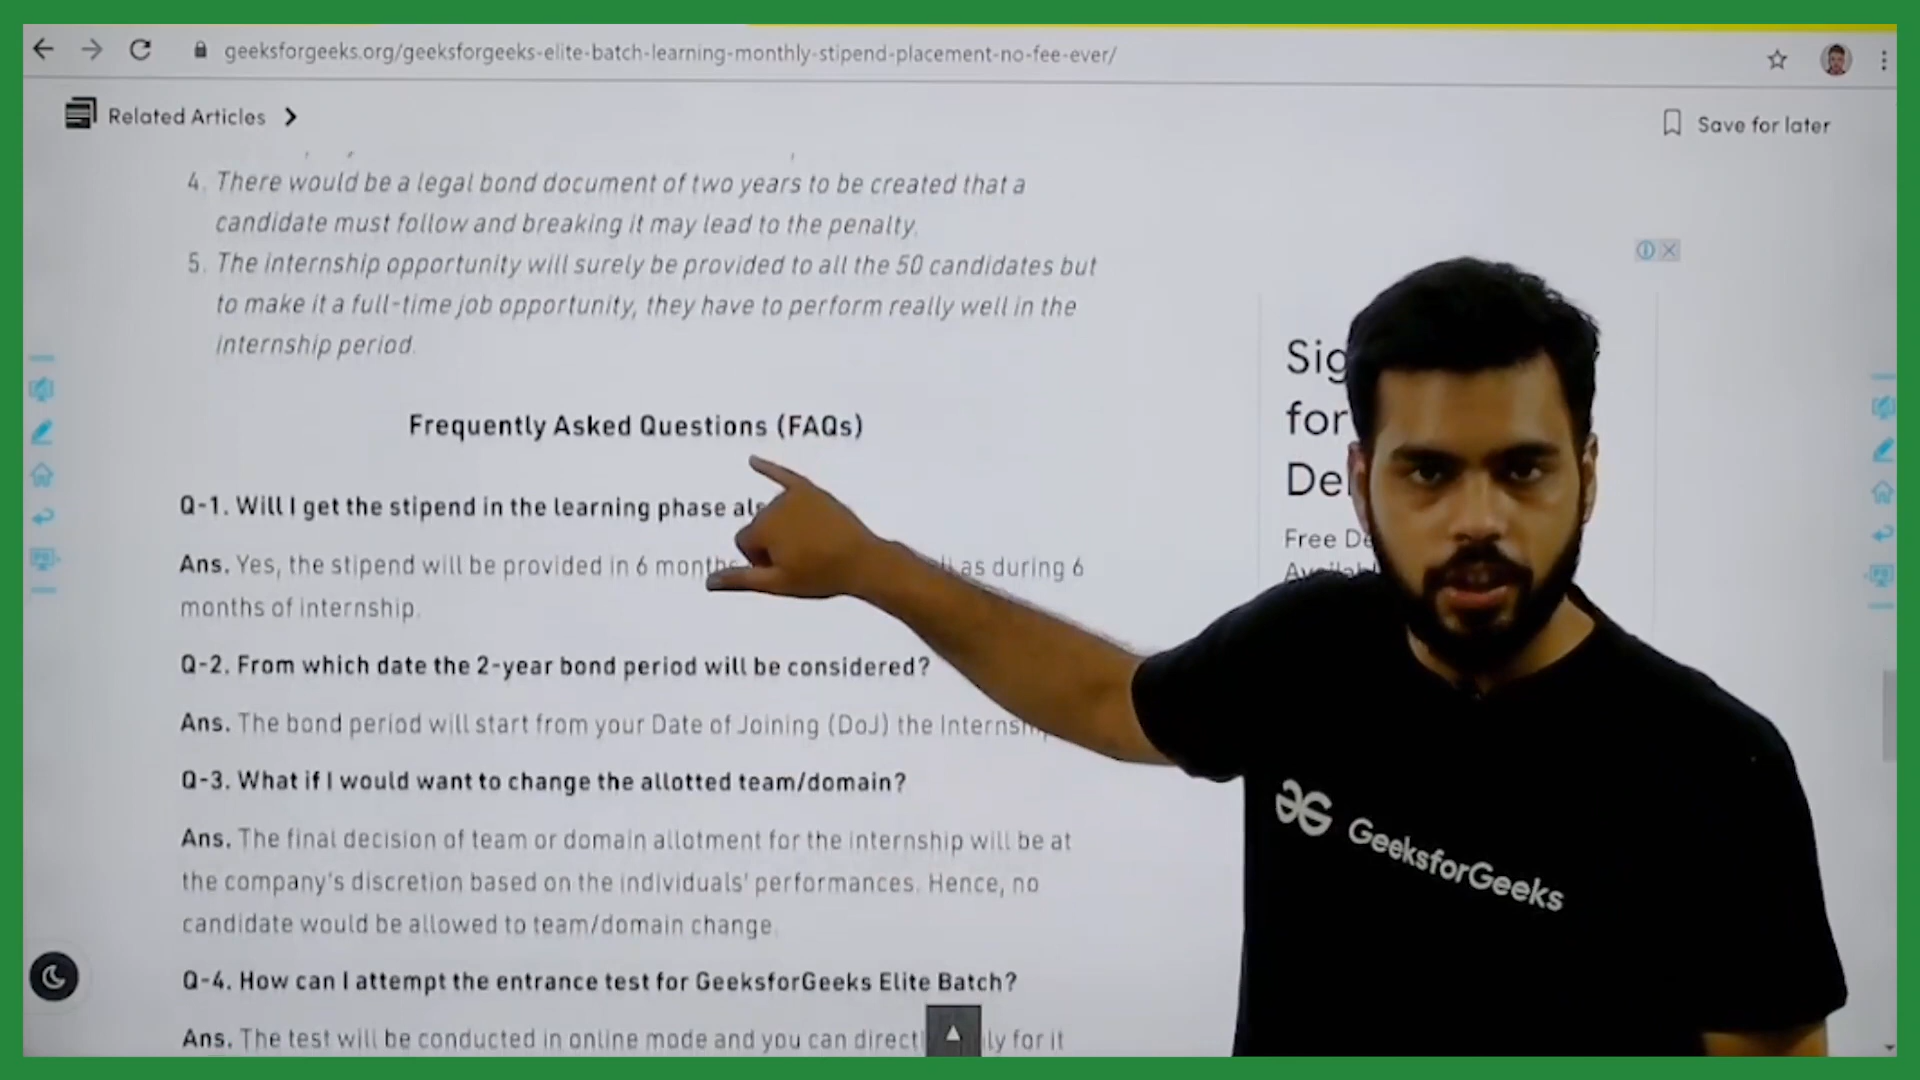 geeksforgeeks.org/geeksforgeeks-elite-batch-learning-monthly-stipend-placement-no-fee-ever/
Related Articles
Save for later
4. There would be a legal bond document of two years to be created that a
candidate must follow and breaking it may lead to the penalty.
5. The internship opportunity will surely be provided to all the 50 candidates but
to make it a full-time job opportunity, they have to perform really well in the
internship period.
Frequently Asked Questions (FAQs)
Q-1. Will I get the stipend in the learning phase
Ans. Yes, the stipend will be provided in 6 months as during 6
months of internship.
Q-2. From which date the 2-year bond period will be considered?
Ans. The bond period will start from your Date of Joining (DoJ) the
Q-3. What if I would want to change the allotted team/domain?
Ans. The final decision of team or domain allotment for the internship will be at
the company's discretion based on the individuals' performances. Hence, no
candidate would be allowed to team/domain change.
Q-4. How can I attempt the entrance test for GeeksforGeeks Elite Batch?
Ans. The test will be conducted in online mode and you can for it
for
Free
GeeksforGeeks